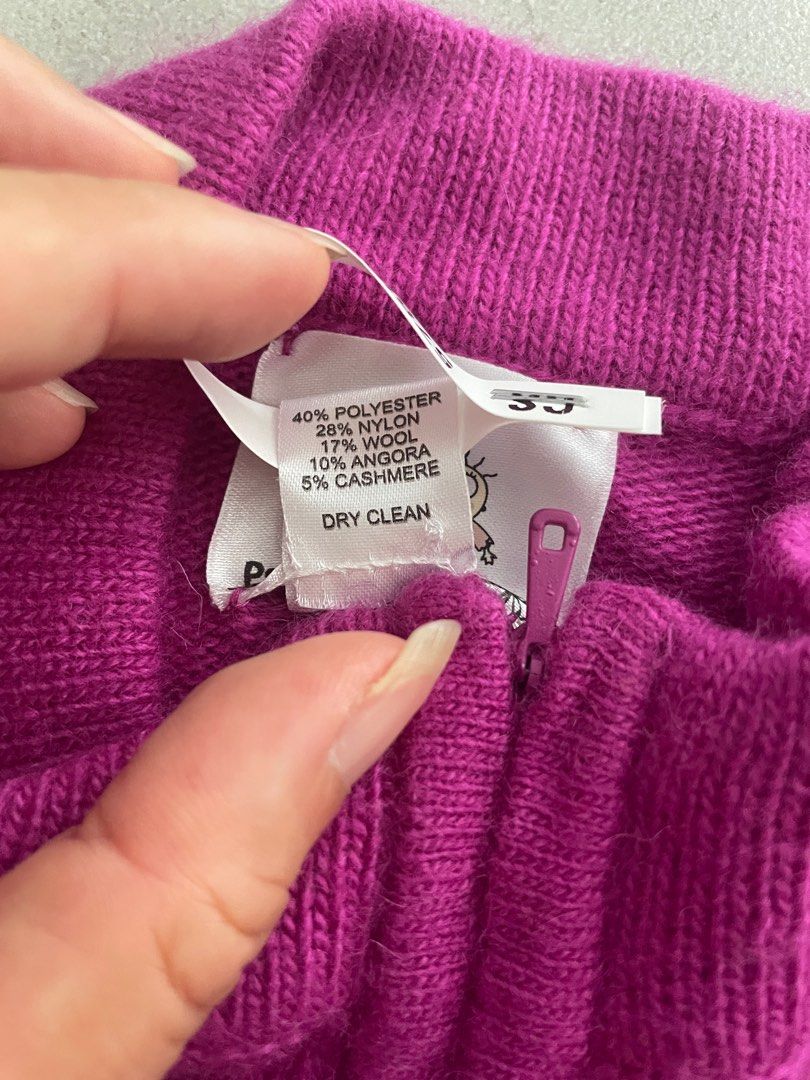 40% POLYESTER
28% NYLON
17% WOOL
10% ANGORA
5% CASHMERE
DRY CLEAN